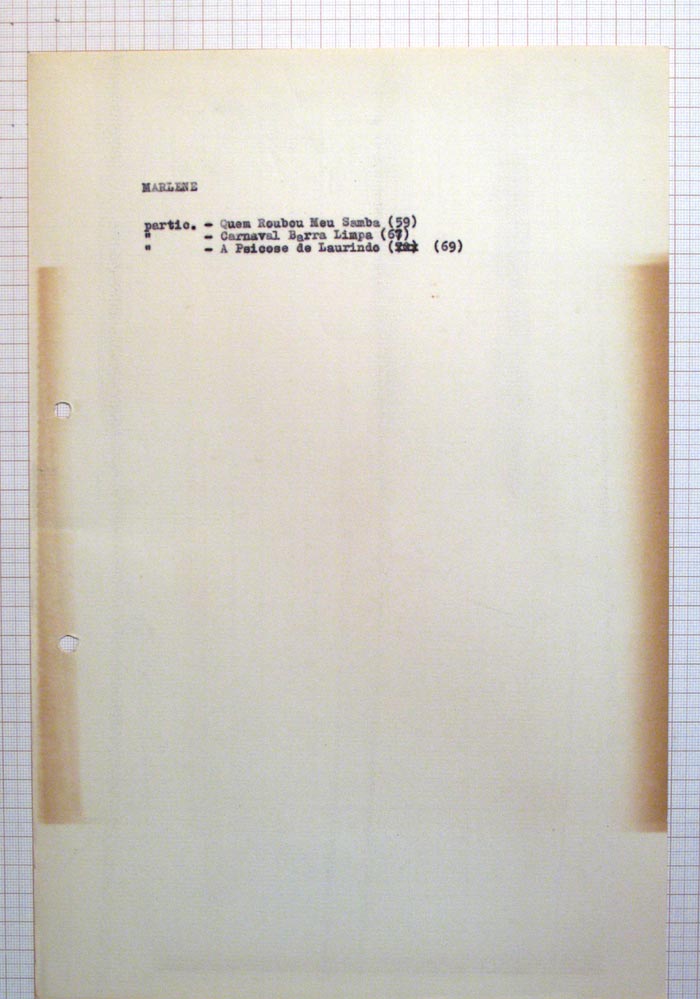 MARLENE
partic. - Quem Roubou Meu Samba (59)
" - Carnaval Barra Limpa (67)
" - A Psicose de Laurindo (69)